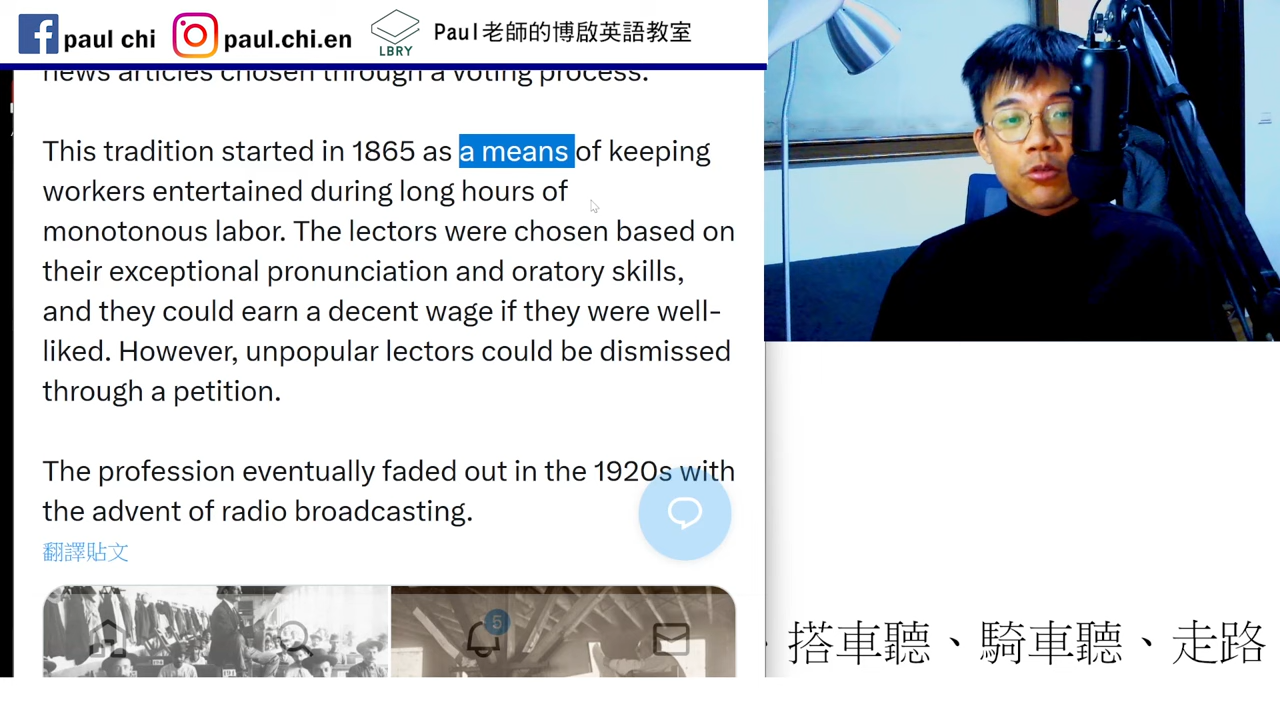 paul chi
paul.chi.en
LBRY
Paul老師的博啟英語教室
news articles chosen through a voting process.
This tradition started in 1865 as a means of keeping
workers entertained during long hours of
monotonous labor. The lectors were chosen based on
their exceptional pronunciation and oratory skills,
and they could earn a decent wage if they were well-
liked. However, unpopular lectors could be dismissed
through a petition.
The profession eventually faded out in the 1920s with
the advent of radio broadcasting.
翻譯貼文
5
、搭車聽、騎車聽、走路